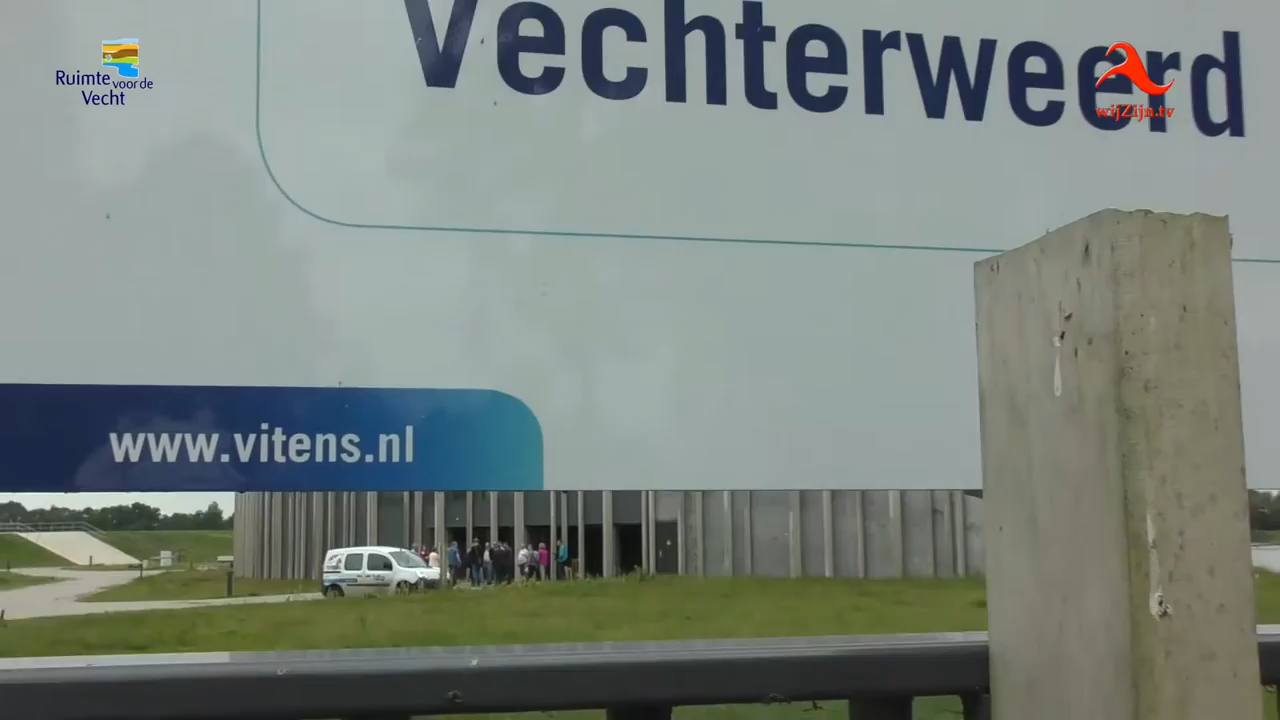 Vechterweerd
Ruimte
voor de
Vecht
wijZijn.tv
www.vitens.nl